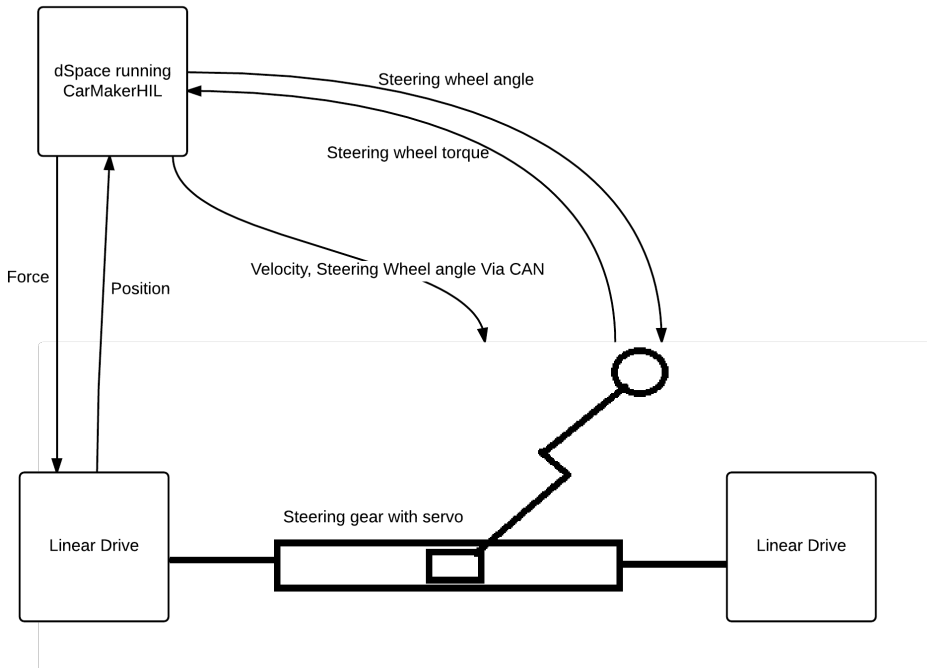 dSpace running
CarMakerHIL
Steering wheel angle
Steering wheel torque
Velocity, Steering Wheel angle Via CAN
Force
Position
Steering gear with servo
Linear Drive
Linear Drive